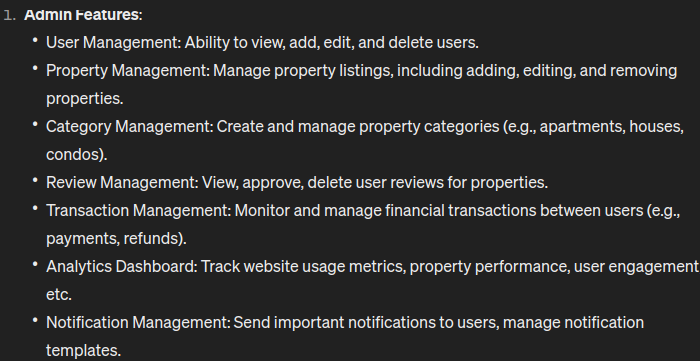 1. Admin Features:
• User Management: Ability to view, add, edit, and delete users.
• Property Management: Manage property listings, including adding, editing, and removing
properties.
• Category Management: Create and manage property categories (e.g., apartments, houses,
condos).
• Review Management: View, approve, delete user reviews for properties.
• Transaction Management: Monitor and manage financial transactions between users (e.g.,
payments, refunds).
• Analytics Dashboard: Track website usage metrics, property performance, user engagement
etc.
• Notification Management: Send important notifications to users, manage notification
templates.